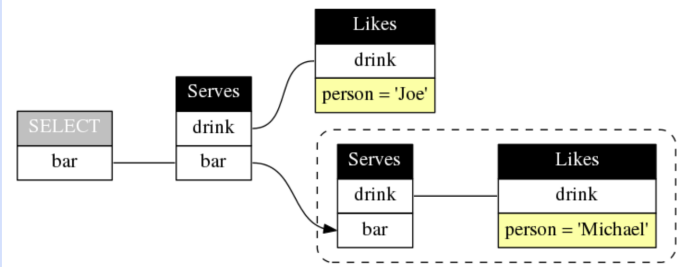 SELECT
bar
Serves
drink
bar
Likes
drink
person = 'Joe'
Serves
drink
bar
Likes
drink
person = 'Michael'